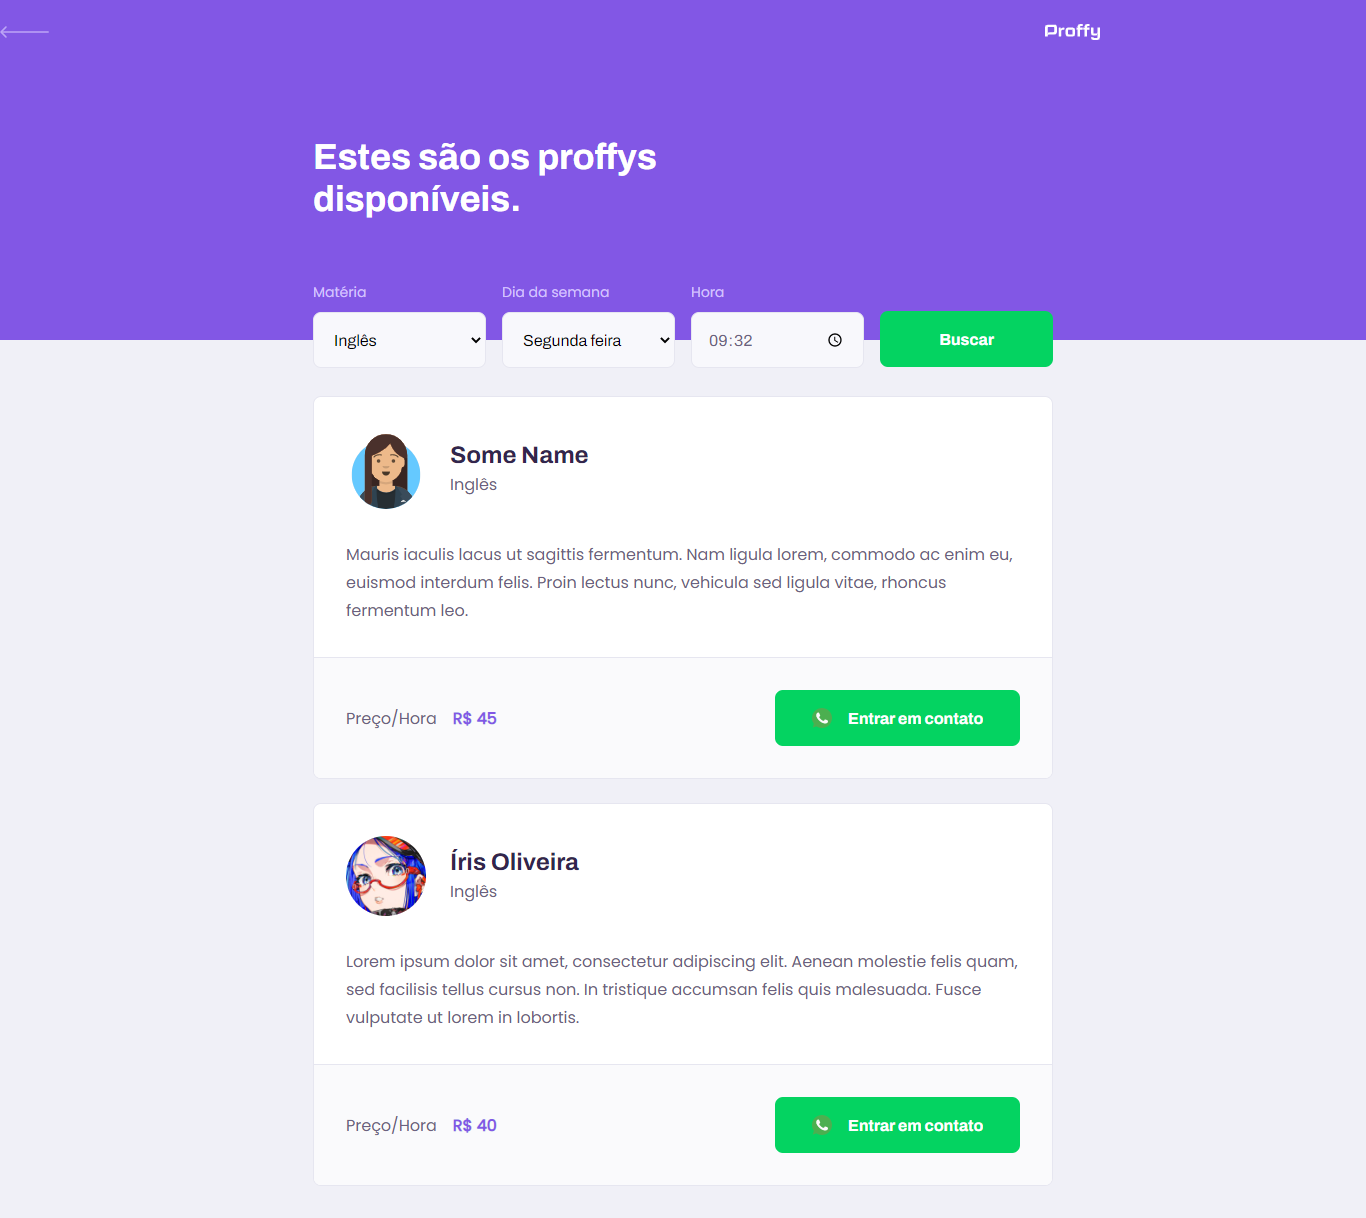 Proffy
Estes são os proffys
disponíveis.
Matéria
Dia da semana
Hora
Inglês
Segunda feira
09:32
Buscar
Some Name
Inglês
Mauris iaculis lacus ut sagittis fermentum. Nam ligula lorem, commodo ac enim eu,
euismod interdum felis. Proin lectus nunc, vehicula sed ligula vitae, rhoncus
fermentum leo.
Preço/Hora R$ 45
Entrar em contato
Íris Oliveira
Inglês
Lorem ipsum dolor sit amet, consectetur adipiscing elit. Aenean molestie felis quam,
sed facilisis tellus cursus non. In tristique accumsan felis quis malesuada. Fusce
vulputate ut lorem in lobortis.
Preço/Hora R$ 40
Entrar em contato